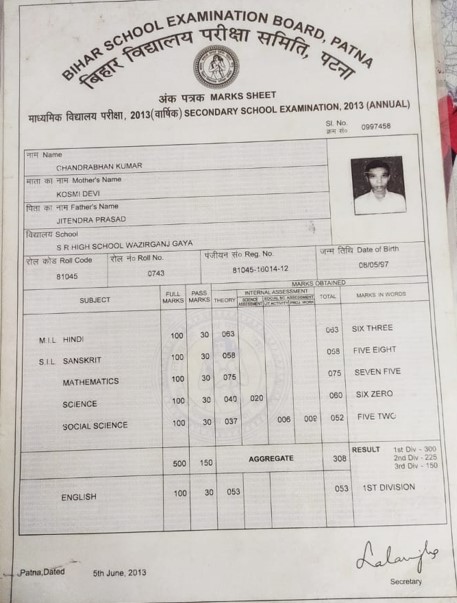 BIHAR SCHOOL EXAMINATION BOARD, PATNA
बिहार विद्यालय परीक्षा समिति, पटना
अंक पत्रक MARKS SHEET
माध्यमिक विद्यालय परीक्षा, 2013(वार्षिक) SECONDARY SCHOOL EXAMINATION, 2013 (ANNUAL)
Sl. No.
क्रम सं० 0997458
नाम Name
CHANDRABHAN KUMAR
माता का नाम Mother's Name
KOSMI DEVI
पिता का नाम Father's Name
JITENDRA PRASAD
विद्यालय School
S R HIGH SCHOOL WAZIRGANJ GAYA
रोल कोड Roll Code रोल नं० Roll No. पंजीयन सं० Reg. No. जन्म तिथि Date of Birth
81045 0743 81045-10014-12 08/05/97
MARKS OBTAINED
SUBJECT FULL MARKS PASS MARKS THEORY INTERNAL ASSESSMENT TOTAL MARKS IN WORDS
M.I.L HINDI 100 30 063 063 SIX THREE
S.I.L SANSKRIT 100 30 058 058 FIVE EIGHT
MATHEMATICS 100 30 075 075 SEVEN FIVE
SCIENCE 100 30 040 020 060 SIX ZERO
SOCIAL SCIENCE 100 30 037 006 009 052 FIVE TWO
500 150 AGGREGATE 308 RESULT 1st Div - 300
2nd Div - 225
3rd Div - 150
ENGLISH 100 30 053 053 1ST DIVISION
Patna,Dated 5th June, 2013
Secretary